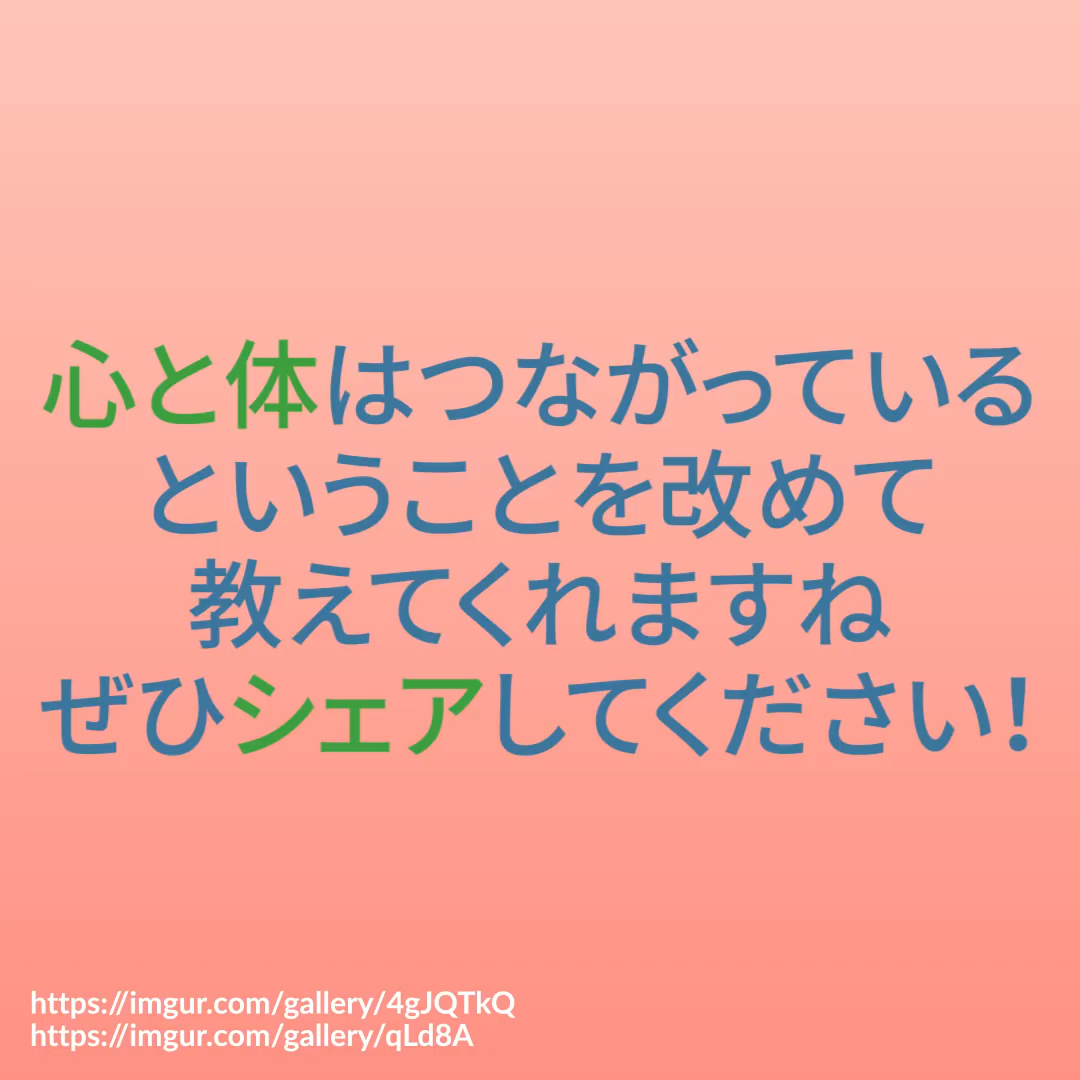 心と体はつながっている
ということを改めて
教えてくれますね
ぜひシェアしてください!
https://imgur.com/gallery/4gJQTkQ
https://imgur.com/gallery/qLd8A